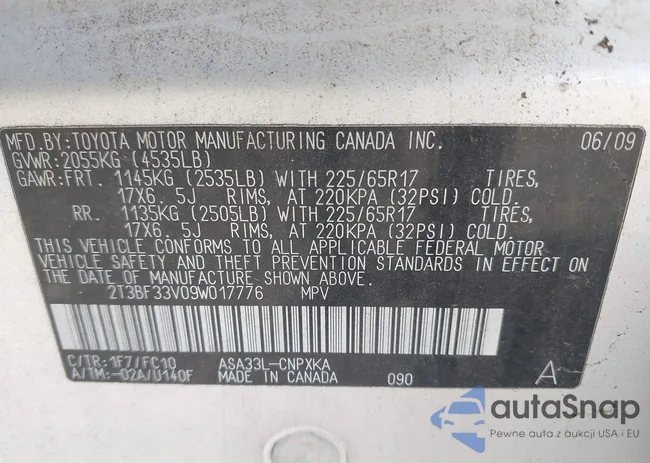 MFD.BY:TOYOTA MOTOR MANUFACTURING CANADA INC. 06/09
GVWR:2055KG (4535LB)
GAWR:FRT. 1145KG (2535LB) WITH 225/65R17 TIRES,
17X6. 5J RIMS, AT 220KPA (32PSI) COLD.
RR. 1135KG (2505LB) WITH 225/65R17 TIRES,
17X6. 5J RIMS, AT 220KPA (32PSI) COLD.
THIS VEHICLE CONFORMS TO ALL APPLICABLE FEDERAL MOTOR
VEHICLE SAFETY AND THEFT PREVENTION STANDARDS IN EFFECT
ON THE DATE OF MANUFACTURE SHOWN ABOVE.
2T3BF33V09W017776 MPV
C/TR: 1F7/FC10 ASA33L-CNPXKA
A/TM:-02A/U140F MADE IN CANADA 090 A
autoSnap
Pewne auta z aukcji USA i EU